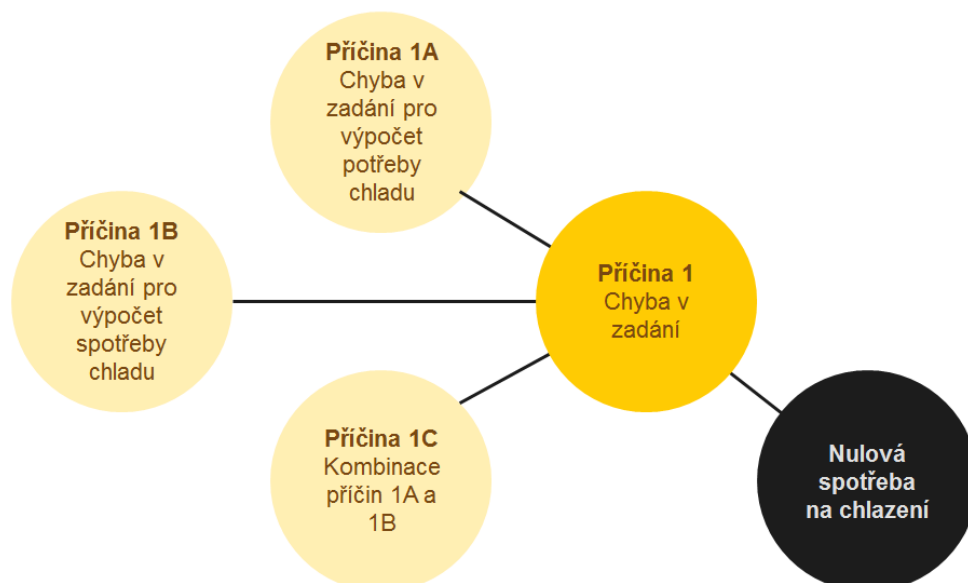 Příčina 1A
Chyba v
zadání pro
výpočet
potřeby
chladu
Příčina 1B
Chyba v
zadání pro
výpočet
spotřeby
chladu
Příčina 1
Chyba v
zadání
Příčina 1C
Kombinace
příčin 1A a
1B
Nulová
spotřeba
na chlazení